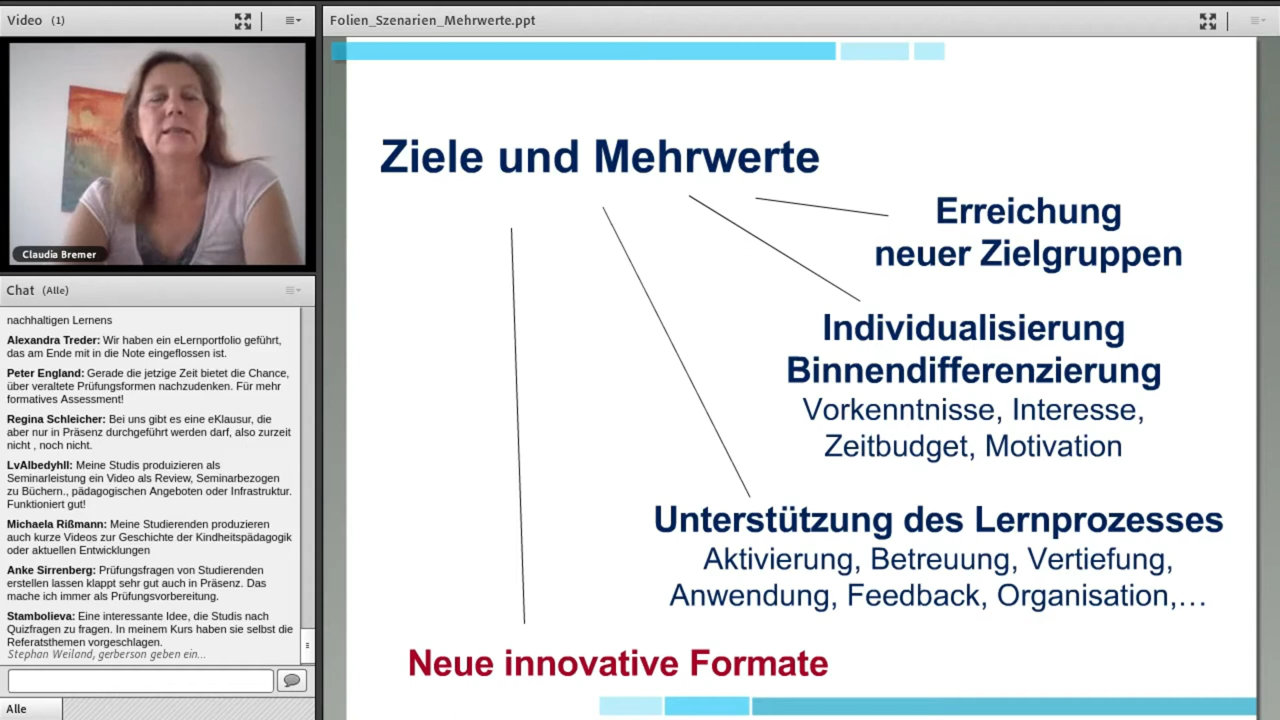 Video (1)
Claudia Bremer
Chat (Alle)
nachhaltigen Lernens
Alexandra Treder: Wir haben ein eLernportfolio geführt,
das am Ende mit in die Note eingeflossen ist.
Peter England: Gerade die jetzige Zeit bietet die Chance,
über veraltete Prüfungsformen nachzudenken. Für mehr
formatives Assessment!
Regina Schleicher: Bei uns gibt es eine eKlausur, die
aber nur in Präsenz durchgeführt werden darf, also zurzeit
nicht , noch nicht.
LvAlbedyhll: Meine Studis produzieren als
Seminarleistung ein Video als Review, Seminarbezogen
zu Büchern., pädagogischen Angeboten oder Infrastruktur.
Funktioniert gut!
Michaela Rißmann: Meine Studierenden produzieren
auch kurze Videos zur Geschichte der Kindheitspädagogik
oder aktuellen Entwicklungen
Anke Sirrenberg: Prüfungsfragen von Studierenden
erstellen lassen klappt sehr gut auch in Präsenz. Das
mache ich immer als Prüfungsvorbereitung.
Stambolieva: Eine interessante Idee, die Studis nach
Quizfragen zu fragen. In meinem Kurs haben sie selbst die
Referatsthemen vorgeschlagen.
Stephan Weiland, gerberson geben ein...
Alle
Folien_Szenarien_Mehrwerte.ppt
Ziele und Mehrwerte
Erreichung
neuer Zielgruppen
Individualisierung
Binnendifferenzierung
Vorkenntnisse, Interesse,
Zeitbudget, Motivation
Unterstützung des Lernprozesses
Aktivierung, Betreuung, Vertiefung,
Anwendung, Feedback, Organisation,…
Neue innovative Formate